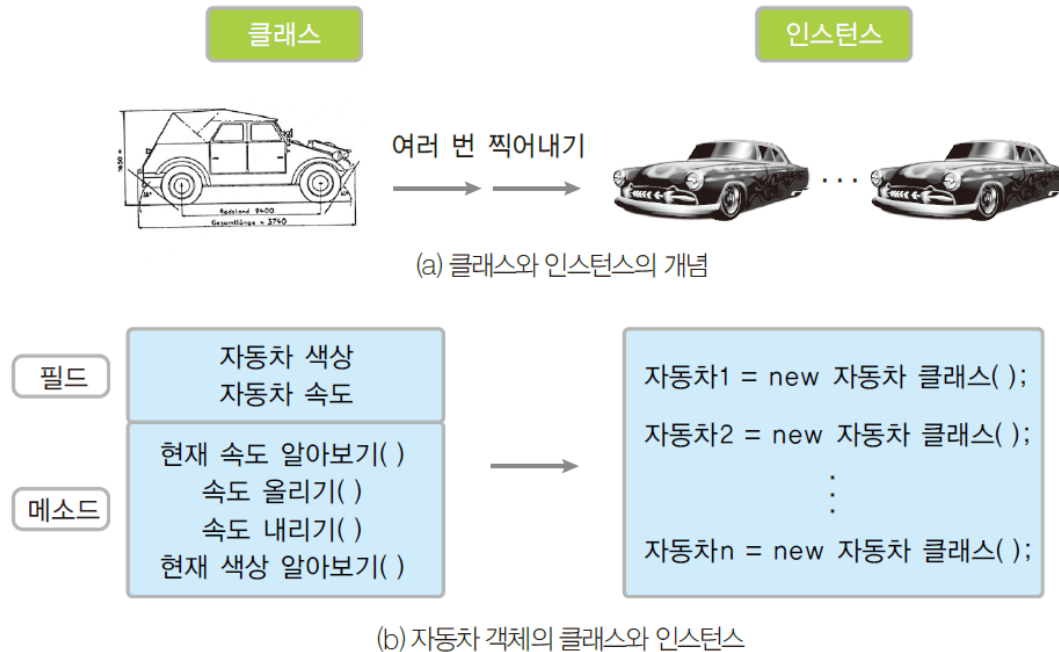 클래스
인스턴스
여러 번 찍어내기
Radstand 2400
Gesamtlänge = 3740
(a) 클래스와 인스턴스의 개념
필드
자동차 색상
자동차 속도
메소드
현재 속도 알아보기( )
속도 올리기( )
속도 내리기( )
현재 색상 알아보기( )
자동차1 = new 자동차 클래스( );
자동차2 = new 자동차 클래스( );
자동차n = new 자동차 클래스( );
(b) 자동차 객체의 클래스와 인스턴스